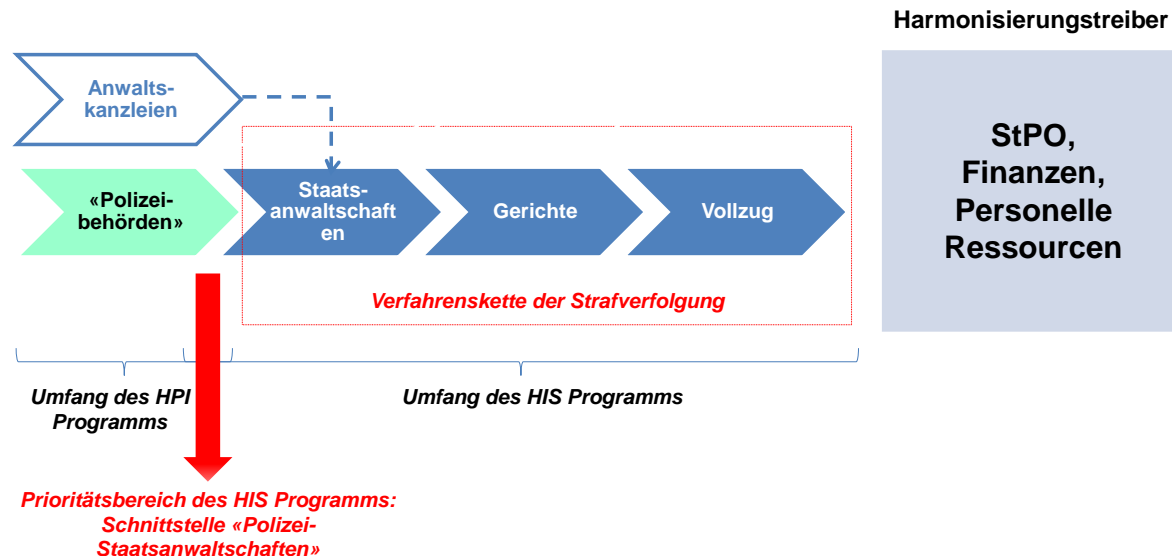 Harmonisierungstreiber
Anwalts-
kanzleien
«Polizei-
behörden»
Staats-
anwaltschaft
en
Gerichte
Vollzug
StPO,
Finanzen,
Personelle
Ressourcen
Verfahrenskette der Strafverfolgung
Umfang des HPI
Programms
Umfang des HIS Programms
Prioritätsbereich des HIS Programms:
Schnittstelle «Polizei-
Staatsanwaltschaften»